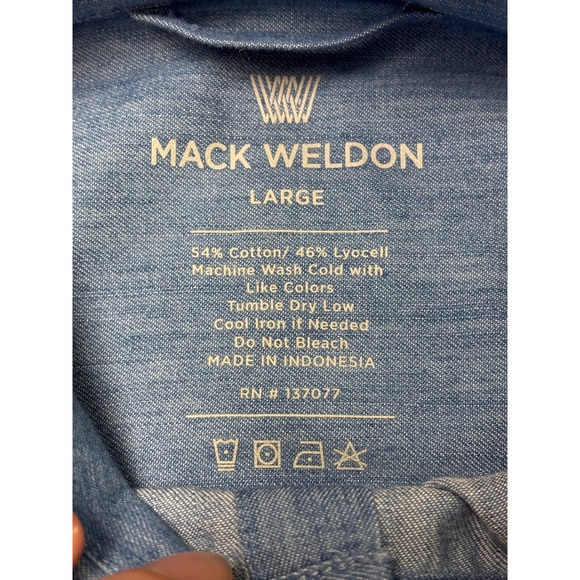 MACK WELDON
LARGE
54% Cotton/ 46% Lyocell
Machine Wash Cold with
Like Colors
Tumble Dry Low
Cool Iron if Needed
Do Not Bleach
MADE IN INDONESIA
RN # 137077